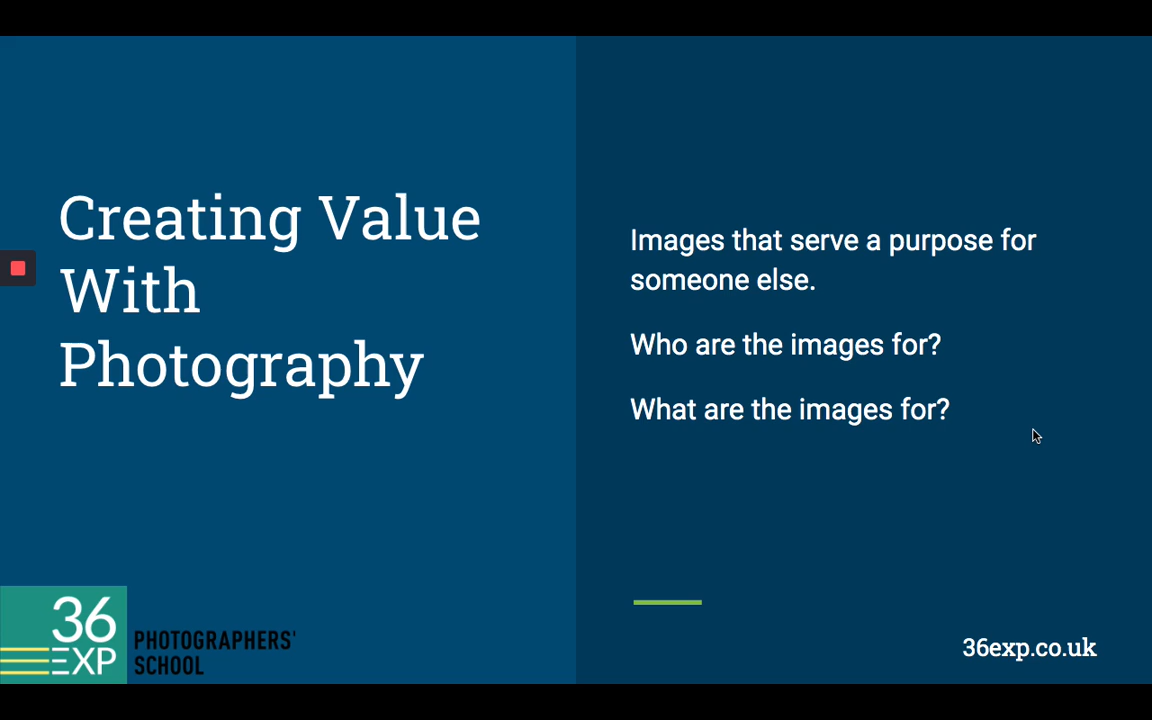 Creating Value
With
Photography
Images that serve a purpose for
someone else.
Who are the images for?
What are the images for?
36
EXP
PHOTOGRAPHERS'
SCHOOL
36exp.co.uk